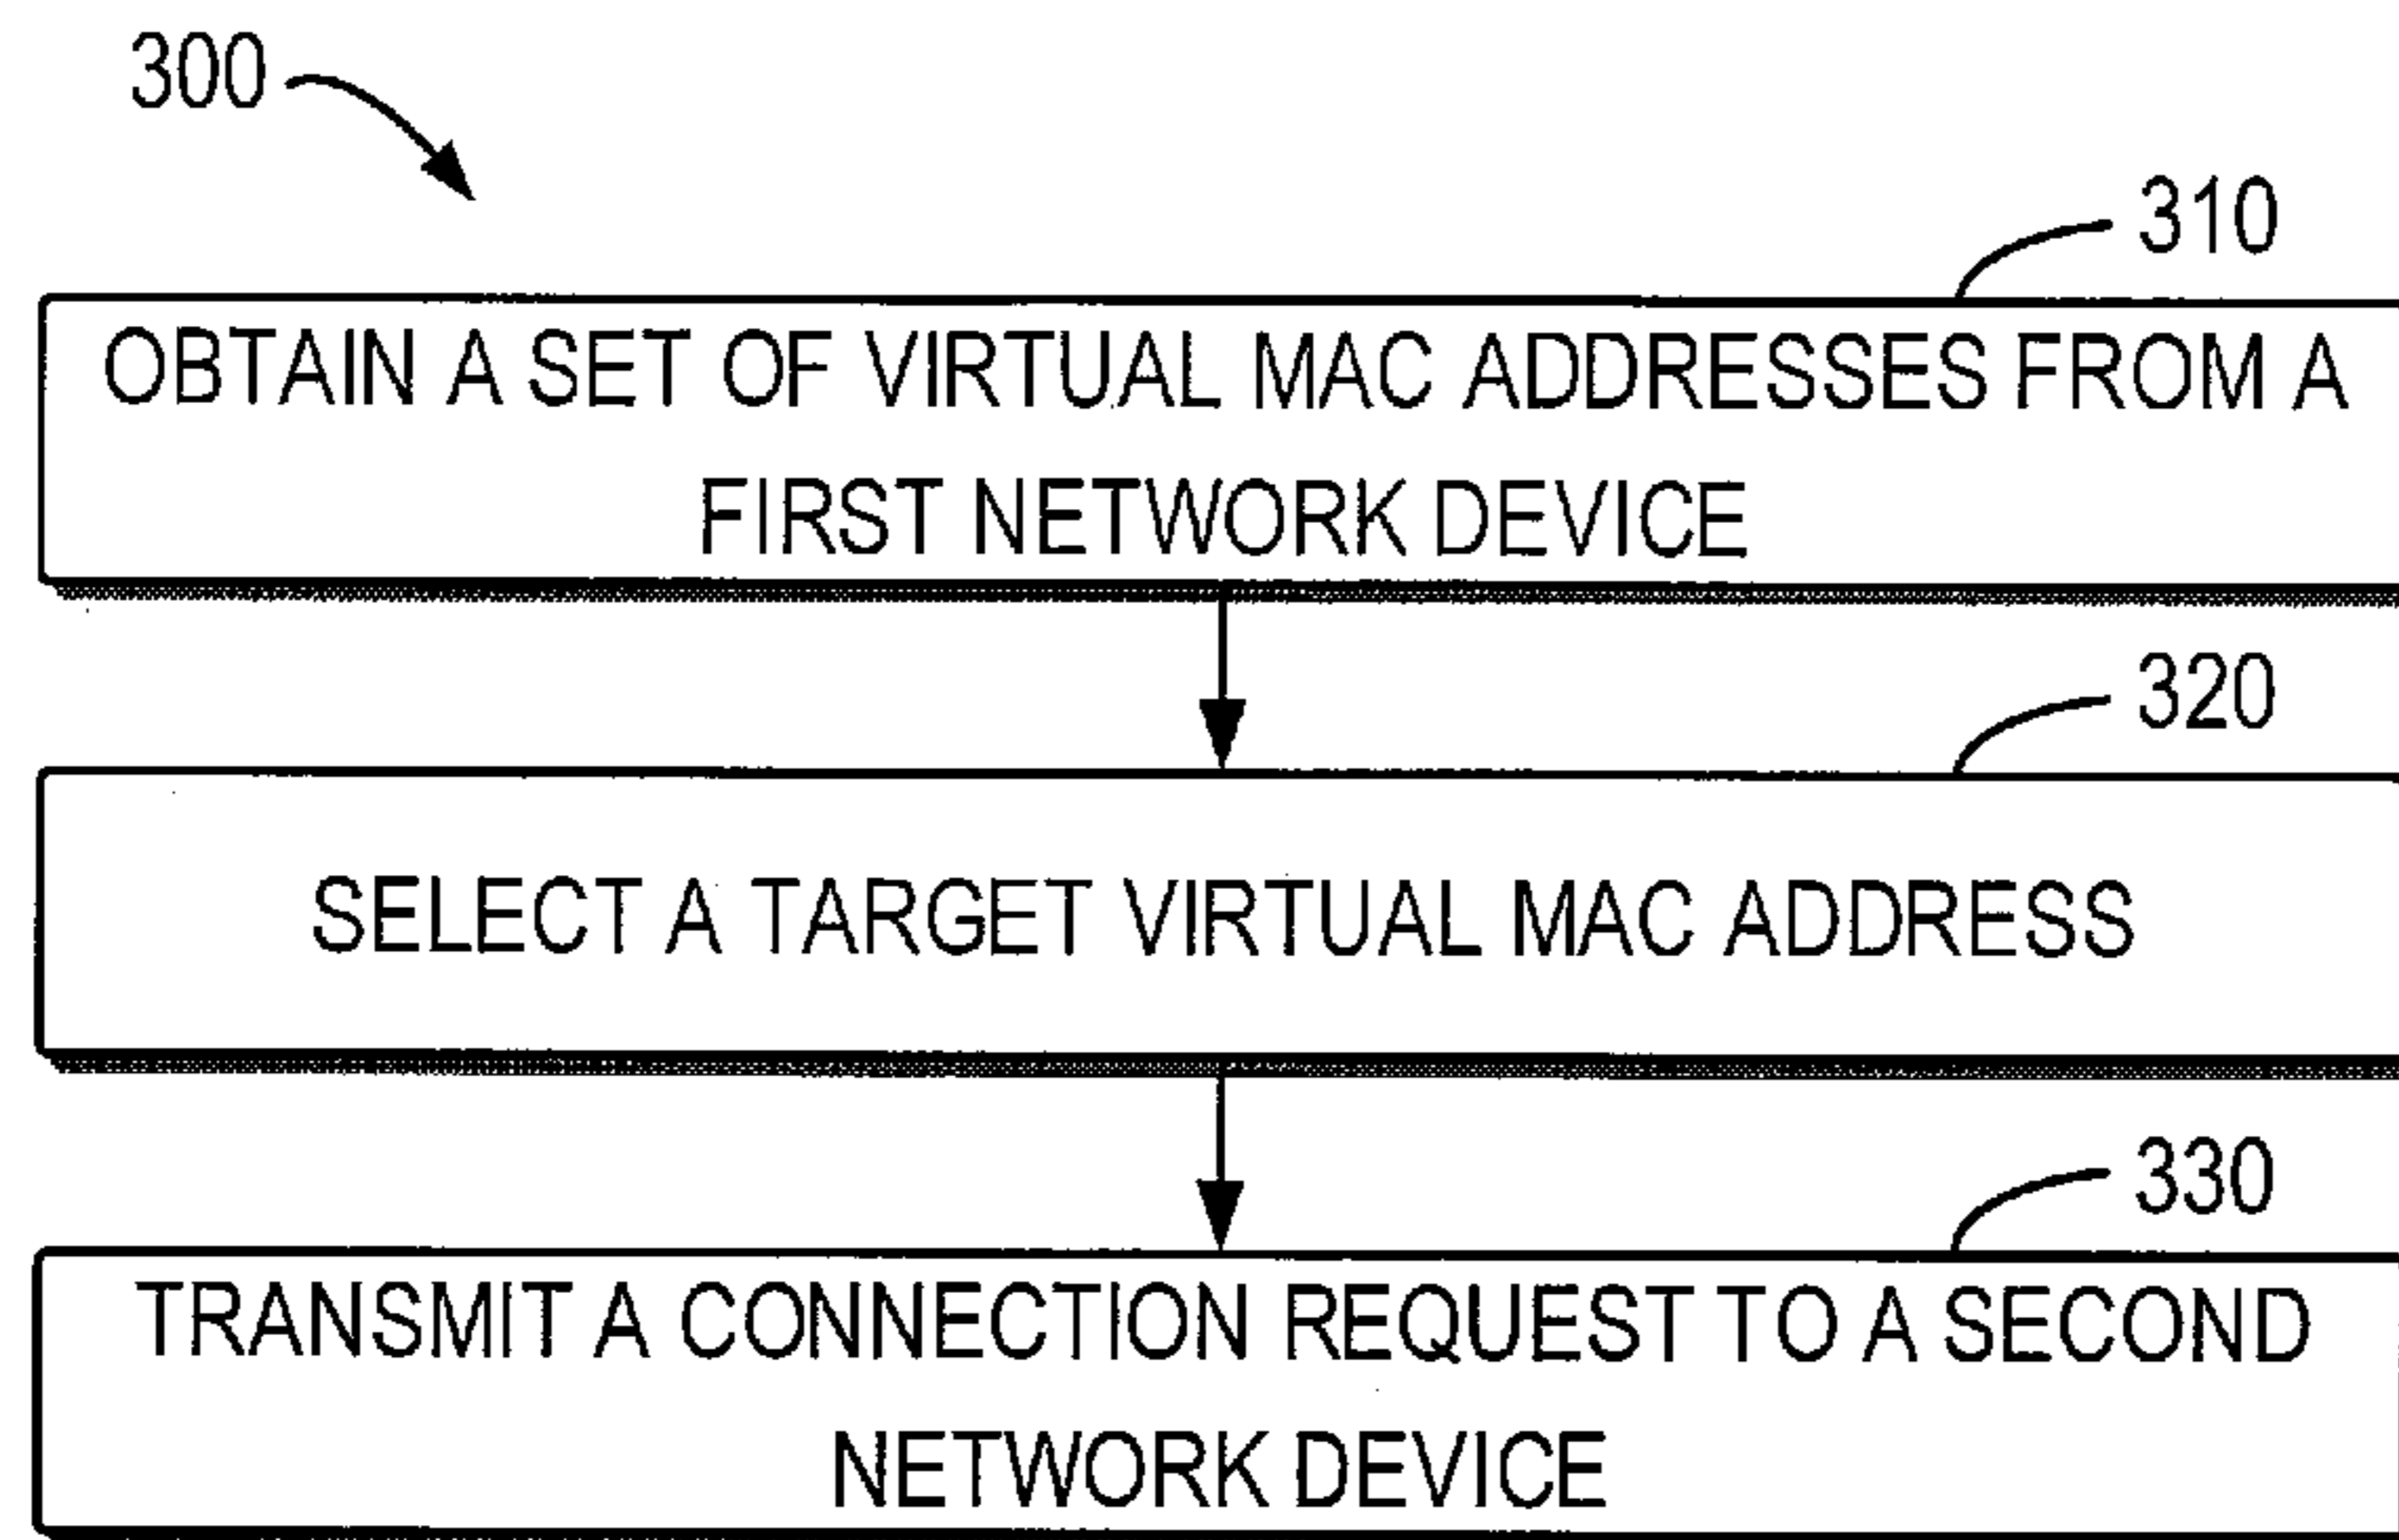 300
310
OBTAIN A SET OF VIRTUAL MAC ADDRESSES FROM A
FIRST NETWORK DEVICE
320
SELECT A TARGET VIRTUAL MAC ADDRESS
330
TRANSMIT A CONNECTION REQUEST TO A SECOND
NETWORK DEVICE